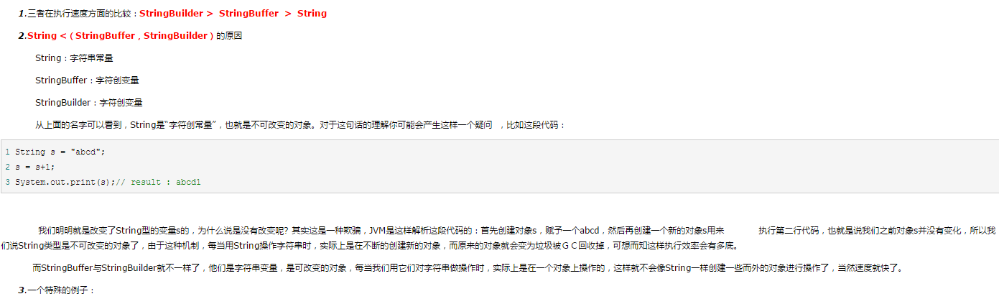 1.三者在执行速度方面的比较：StringBuilder > StringBuffer > String
2.String <（StringBuffer，StringBuilder）的原因
String：字符串常量
StringBuffer：字符创变量
StringBuilder：字符创变量
从上面的名字可以看到，String是“字符创常量”，也就是不可改变的对象。对于这句话的理解你可能会产生这样一个疑问 ，比如这段代码：
1 String s = "abcd";
2 s = s+1;
3 System.out.print(s);// result : abcd1
我们明明就是改变了String型的变量s的，为什么说是没有改变呢? 其实这是一种欺骗，JVM是这样解析这段代码的：首先创建对象s，赋予一个abcd，然后再创建一个新的对象s用来 执行第二行代码，也就是说我们之前对象s并没有变化，所以我
们说String类型是不可改变的对象了，由于这种机制，每当用String操作字符串时，实际上是在不断的创建新的对象，而原来的对象就会变为垃圾被ＧＣ回收掉，可想而知这样执行效率会有多底。
而StringBuffer与StringBuilder就不一样了，他们是字符串变量，是可改变的对象，每当我们用它们对字符串做操作时，实际上是在一个对象上操作的，这样就不会像String一样创建一些而外的对象进行操作了，当然速度就快了。
3.一个特殊的例子：